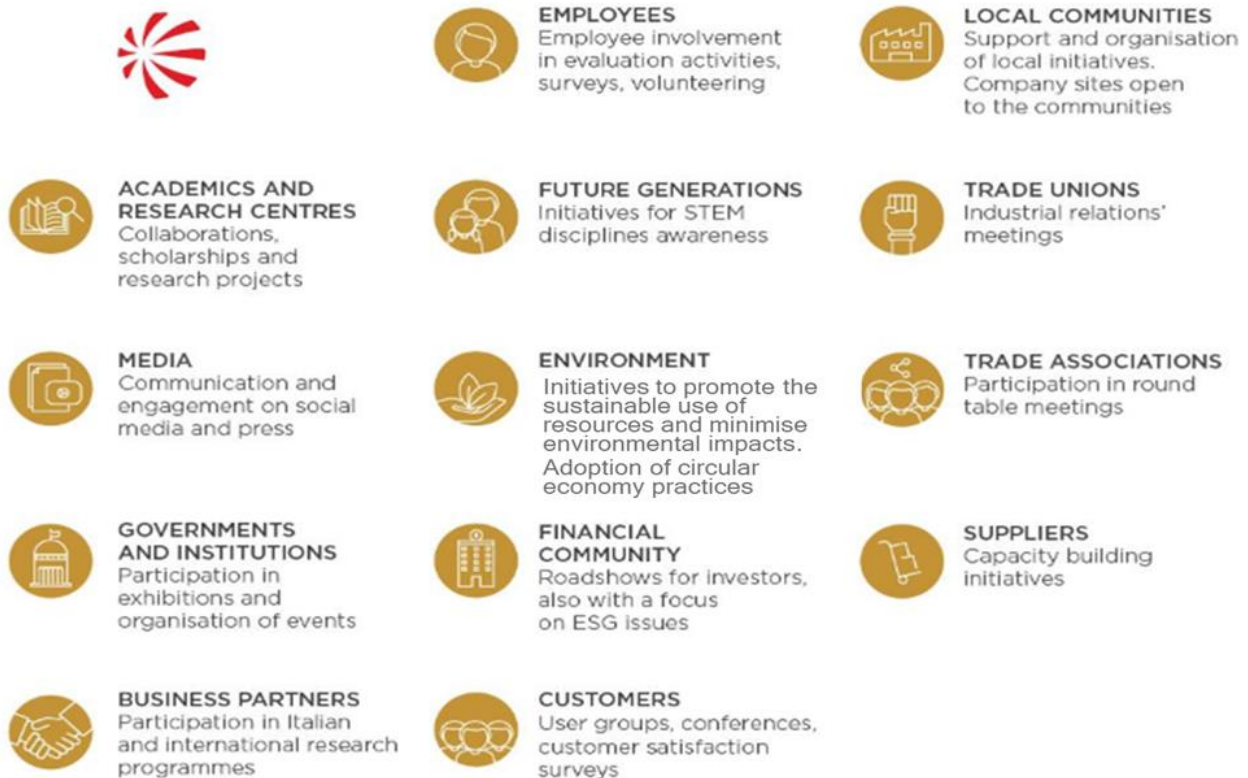 EMPLOYEES
Employee involvement
in evaluation activities,
surveys, volunteering
LOCAL COMMUNITIES
Support and organisation
of local initiatives.
Company sites open
to the communities
ACADEMICS AND
RESEARCH CENTRES
Collaborations,
scholarships and
research projects
FUTURE GENERATIONS
Initiatives for STEM
disciplines awareness
TRADE UNIONS
Industrial relations'
meetings
MEDIA
Communication and
engagement on social
media and press
ENVIRONMENT
Initiatives to promote the
sustainable use of
resources and minimise
environmental impacts.
Adoption of circular
economy practices
TRADE ASSOCIATIONS
Participation in round
table meetings
GOVERNMENTS
AND INSTITUTIONS
Participation in
exhibitions and
organisation of events
FINANCIAL
COMMUNITY
Roadshows for investors,
also with a focus
on ESG issues
SUPPLIERS
Capacity building
initiatives
BUSINESS PARTNERS
Participation in Italian
and international research
programmes
CUSTOMERS
User groups, conferences,
customer satisfaction
surveys